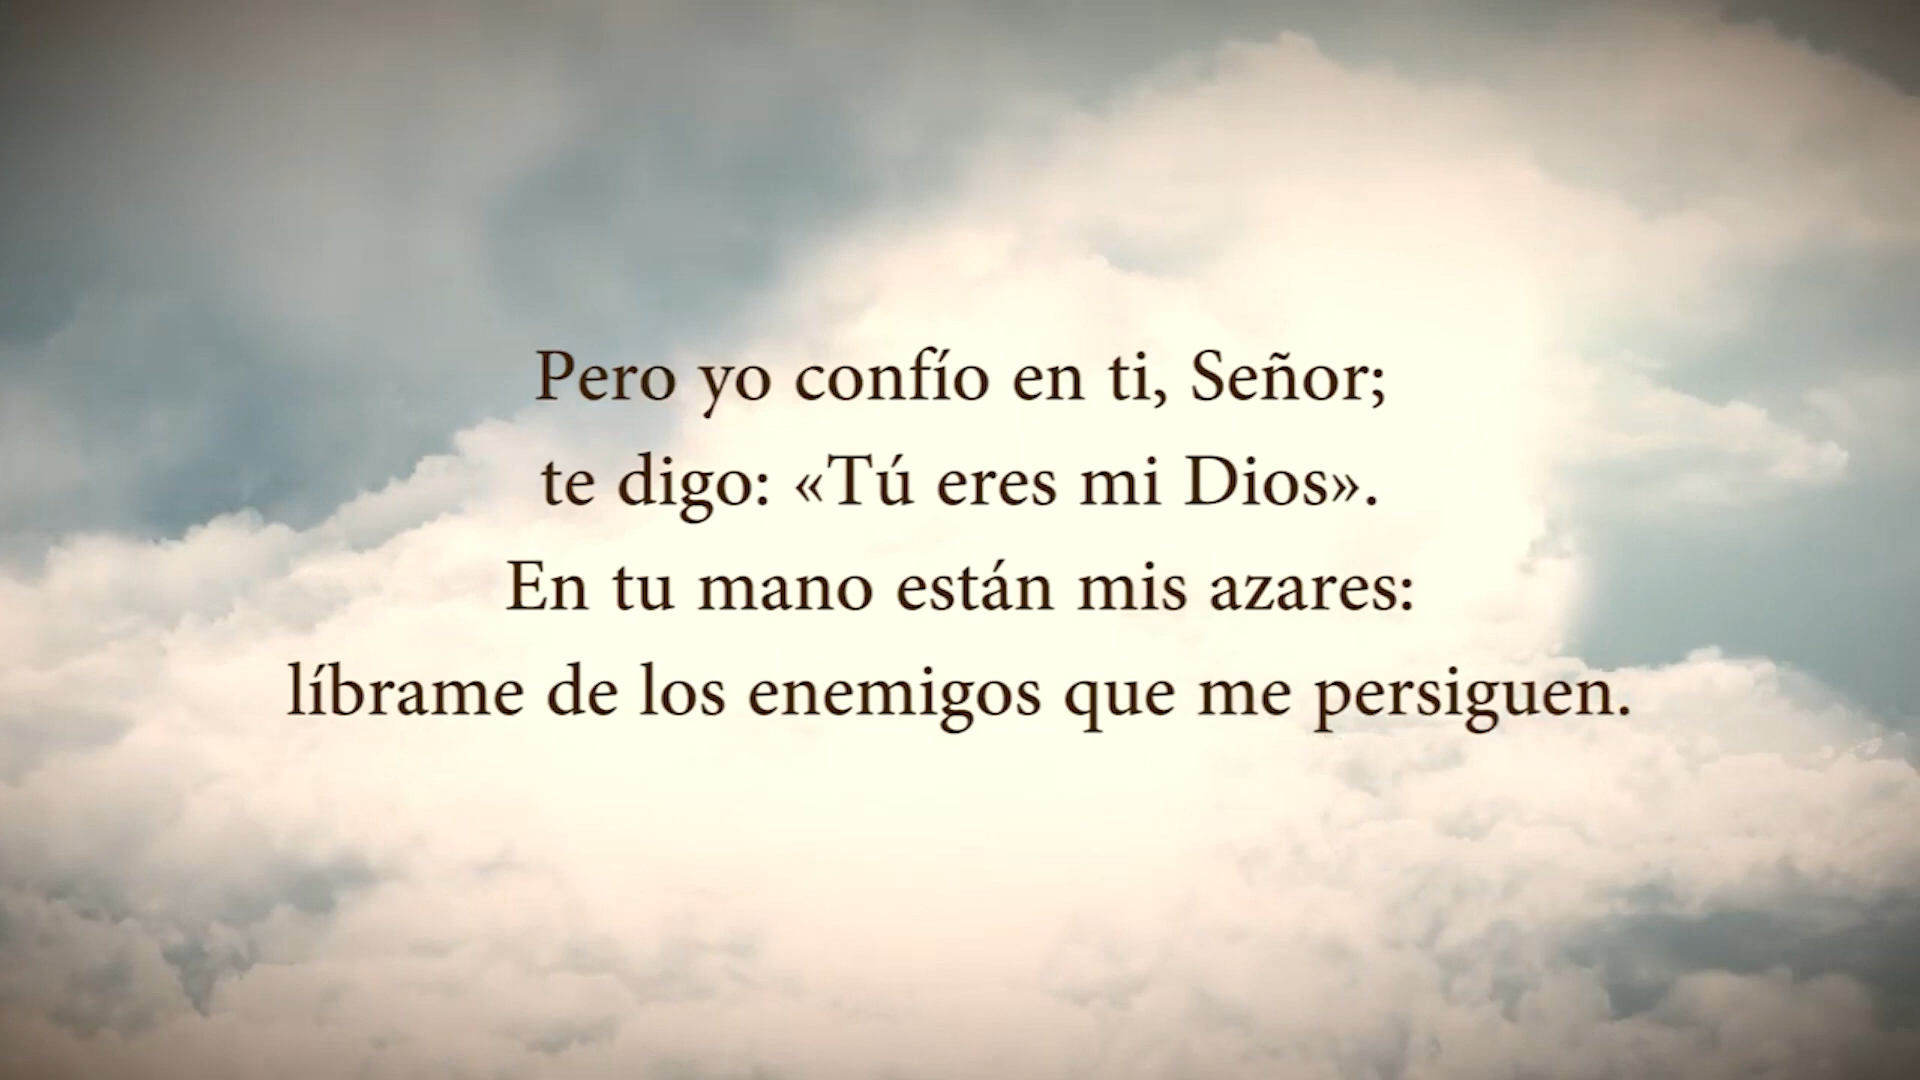 Pero yo confío en ti, Señor;
te digo: «Tú eres mi Dios».
En tu mano están mis azares:
líbrame de los enemigos que me persiguen.